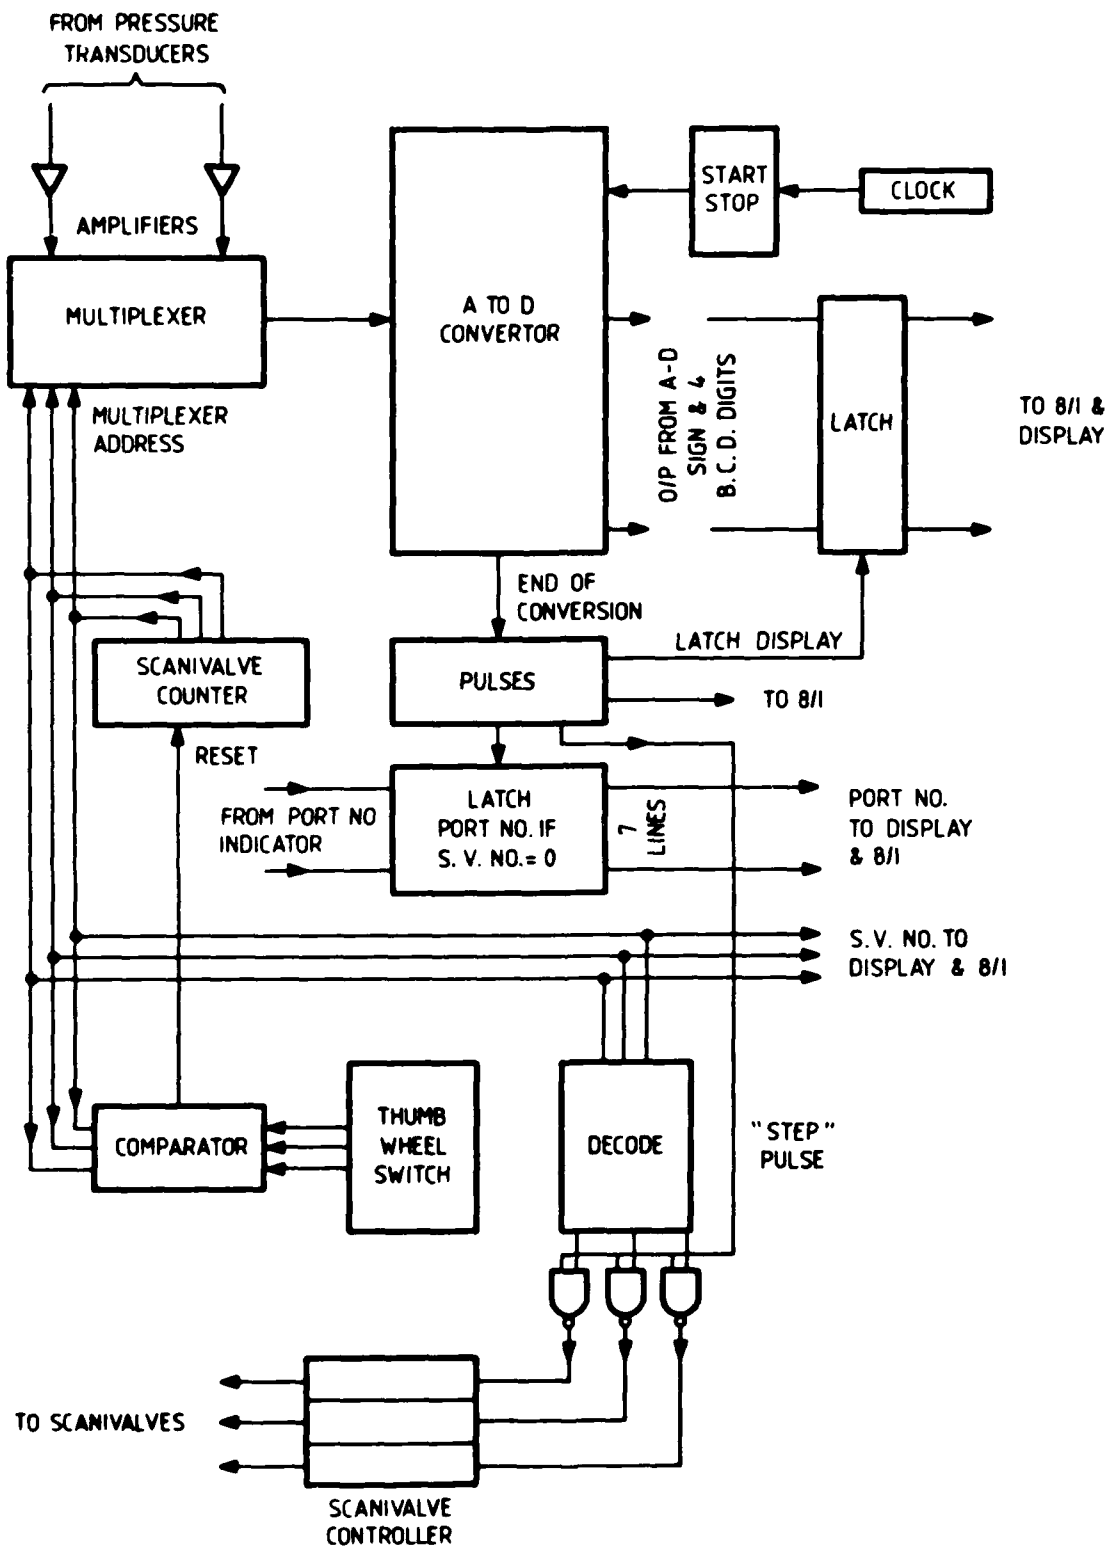 FROM PRESSURE
TRANSDUCERS
AMPLIFIERS
MULTIPLEXER
MULTIPLEXER
ADDRESS
A TO D
CONVERTOR
START
STOP
CLOCK
O/P FROM A-D
SIGN & 4
B.C.D. DIGITS
LATCH
TO 8/I &
DISPLAY
END OF
CONVERSION
LATCH DISPLAY
SCANIVALVE
COUNTER
PULSES
TO 8/I
RESET
FROM PORT NO
INDICATOR
LATCH
PORT NO. IF
S. V. NO. = 0
7
LINES
PORT NO.
TO DISPLAY
& 8/I
S.V. NO. TO
DISPLAY & 8/I
COMPARATOR
THUMB
WHEEL
SWITCH
DECODE
"STEP"
PULSE
TO SCANIVALVES
SCANIVALVE
CONTROLLER